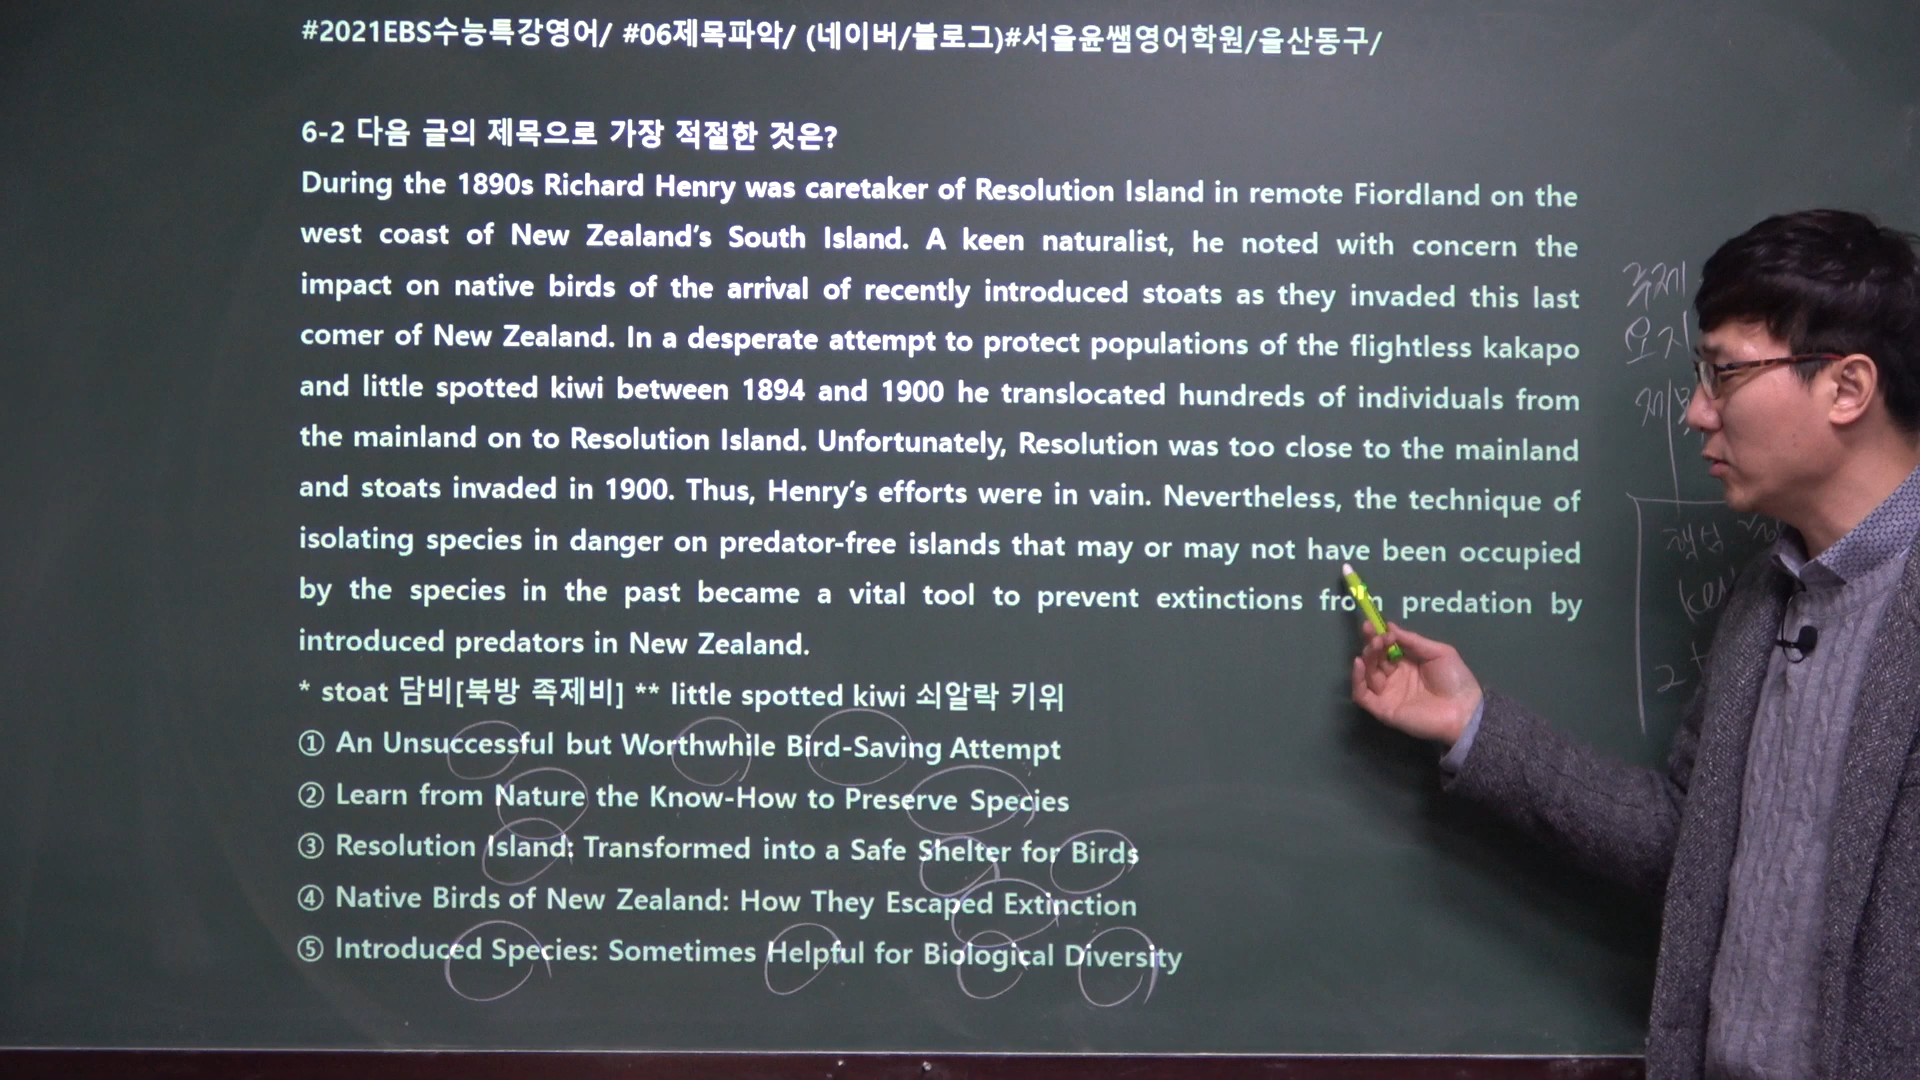 #2021EBS수능특강영어/ #06제목파악/ (네이버/블로그)#서울윤쌤영어학원/울산동구/
6-2 다음 글의 제목으로 가장 적절한 것은?
During the 1890s Richard Henry was caretaker of Resolution Island in remote Fiordland on the
west coast of New Zealand's South Island. A keen naturalist, he noted with concern the
impact on native birds of the arrival of recently introduced stoats as they invaded this last
comer of New Zealand. In a desperate attempt to protect populations of the flightless kakapo
and little spotted kiwi between 1894 and 1900 he translocated hundreds of individuals from
the mainland on to Resolution Island. Unfortunately, Resolution was too close to the mainland
and stoats invaded in 1900. Thus, Henry's efforts were in vain. Nevertheless, the technique of
isolating species in danger on predator-free islands that may or may not have been occupied
by the species in the past became a vital tool to prevent extinctions from predation by
introduced predators in New Zealand.
* stoat 담비[북방 족제비] ** little spotted kiwi 쇠알락 키위
① An Unsuccessful but Worthwhile Bird-Saving Attempt
② Learn from Nature the Know-How to Preserve Species
③ Resolution Island: Transformed into a Safe Shelter for Birds
④ Native Birds of New Zealand: How They Escaped Extinction
⑤ Introduced Species: Sometimes Helpful for Biological Diversity
주제
요지
핵심